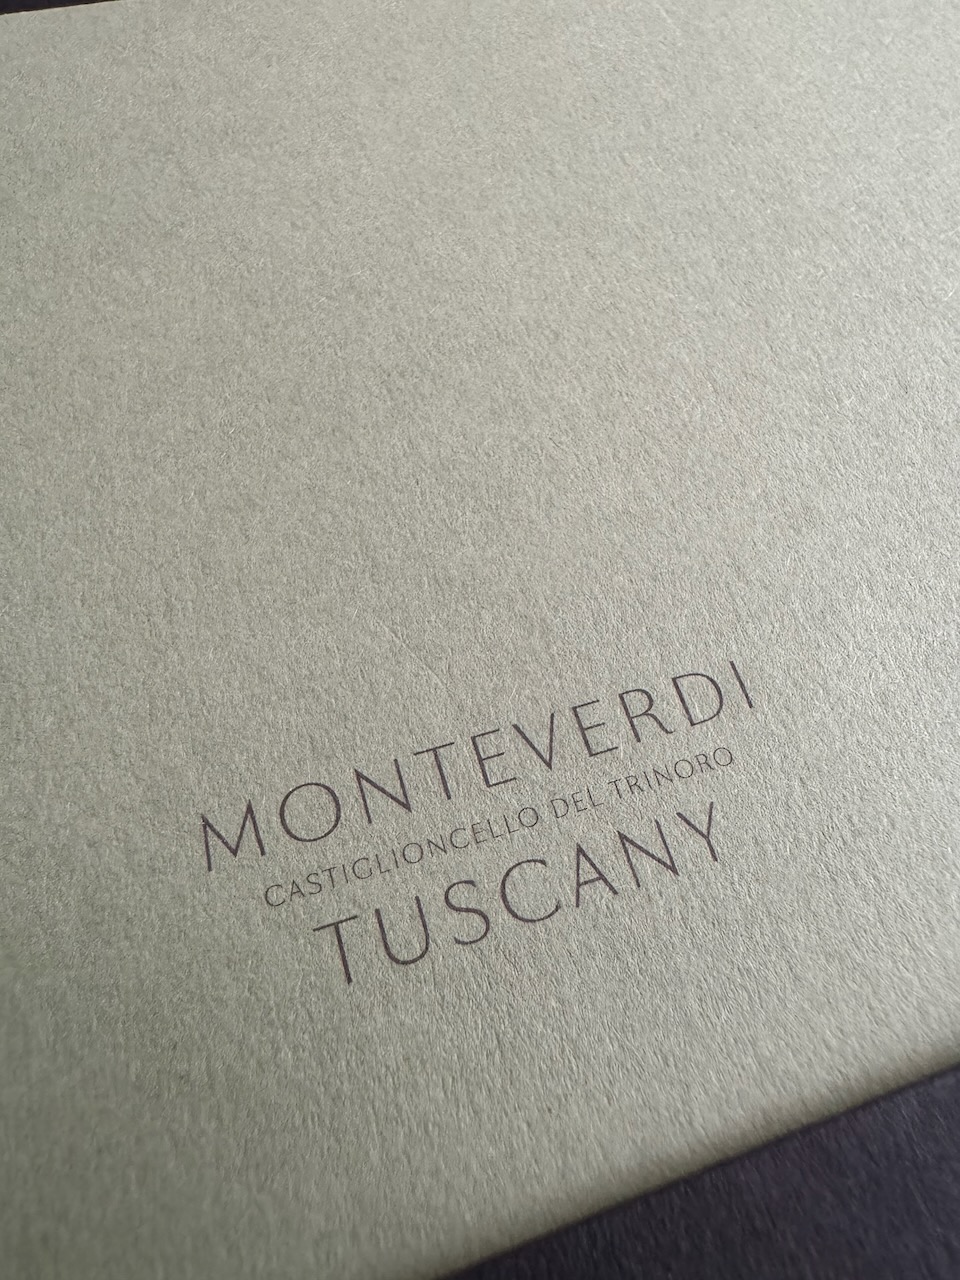 MONTEVERDI
CASTIGLIONCELLO DEL TRINORO
TUSCANY